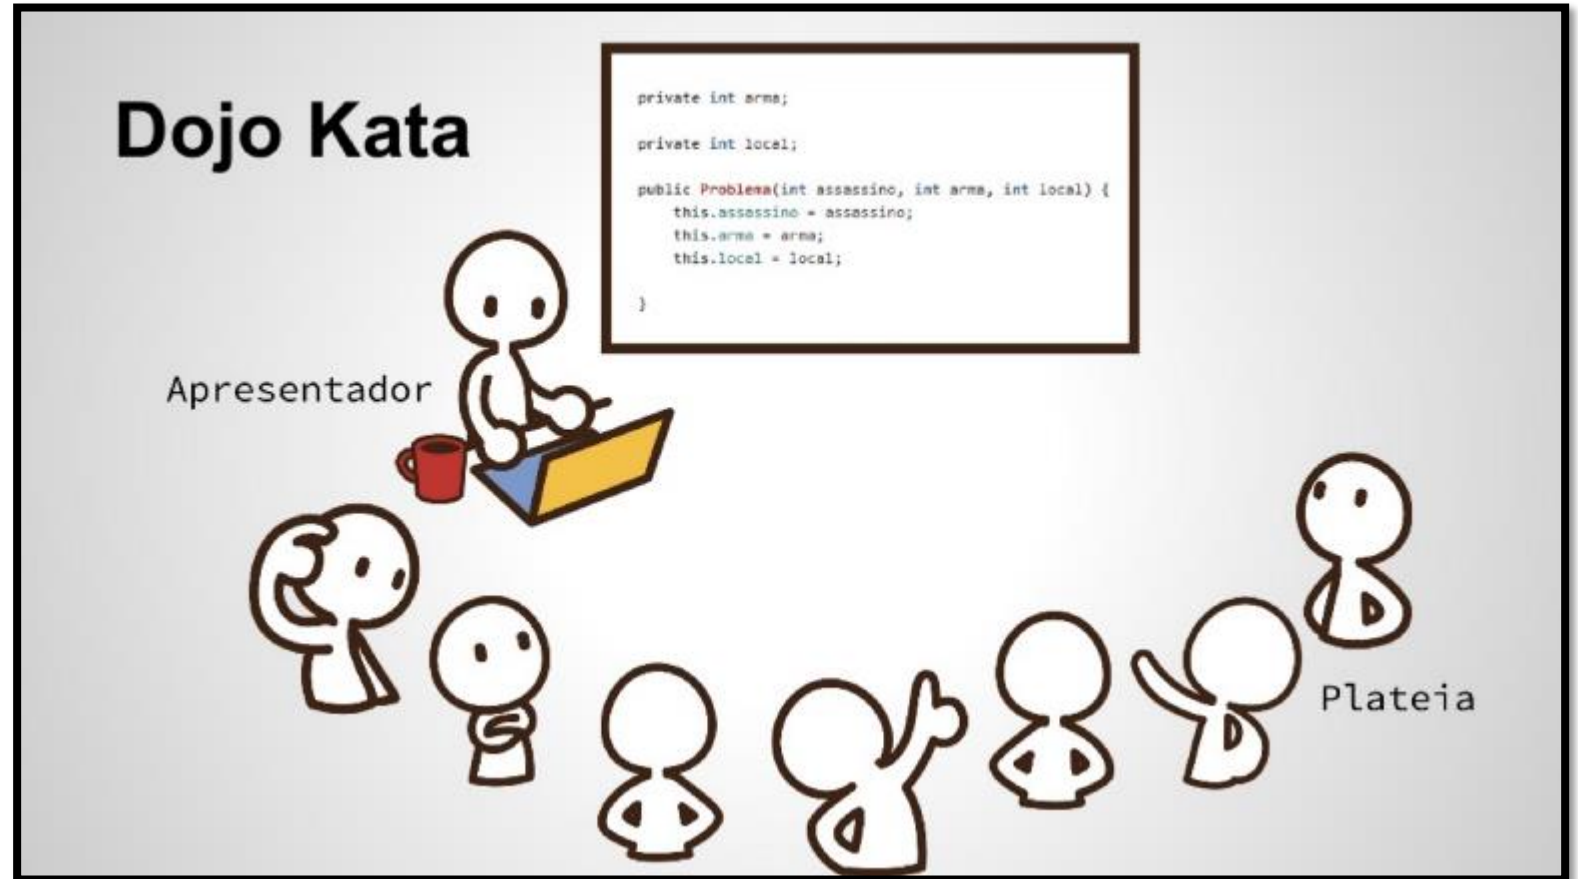 Dojo Kata
private int arma;
private int local;
public Problema(int assassino, int arma, int local) {
this.assassino = assassino;
this.arma = arma;
this.local = local;
}
Apresentador
Plateia